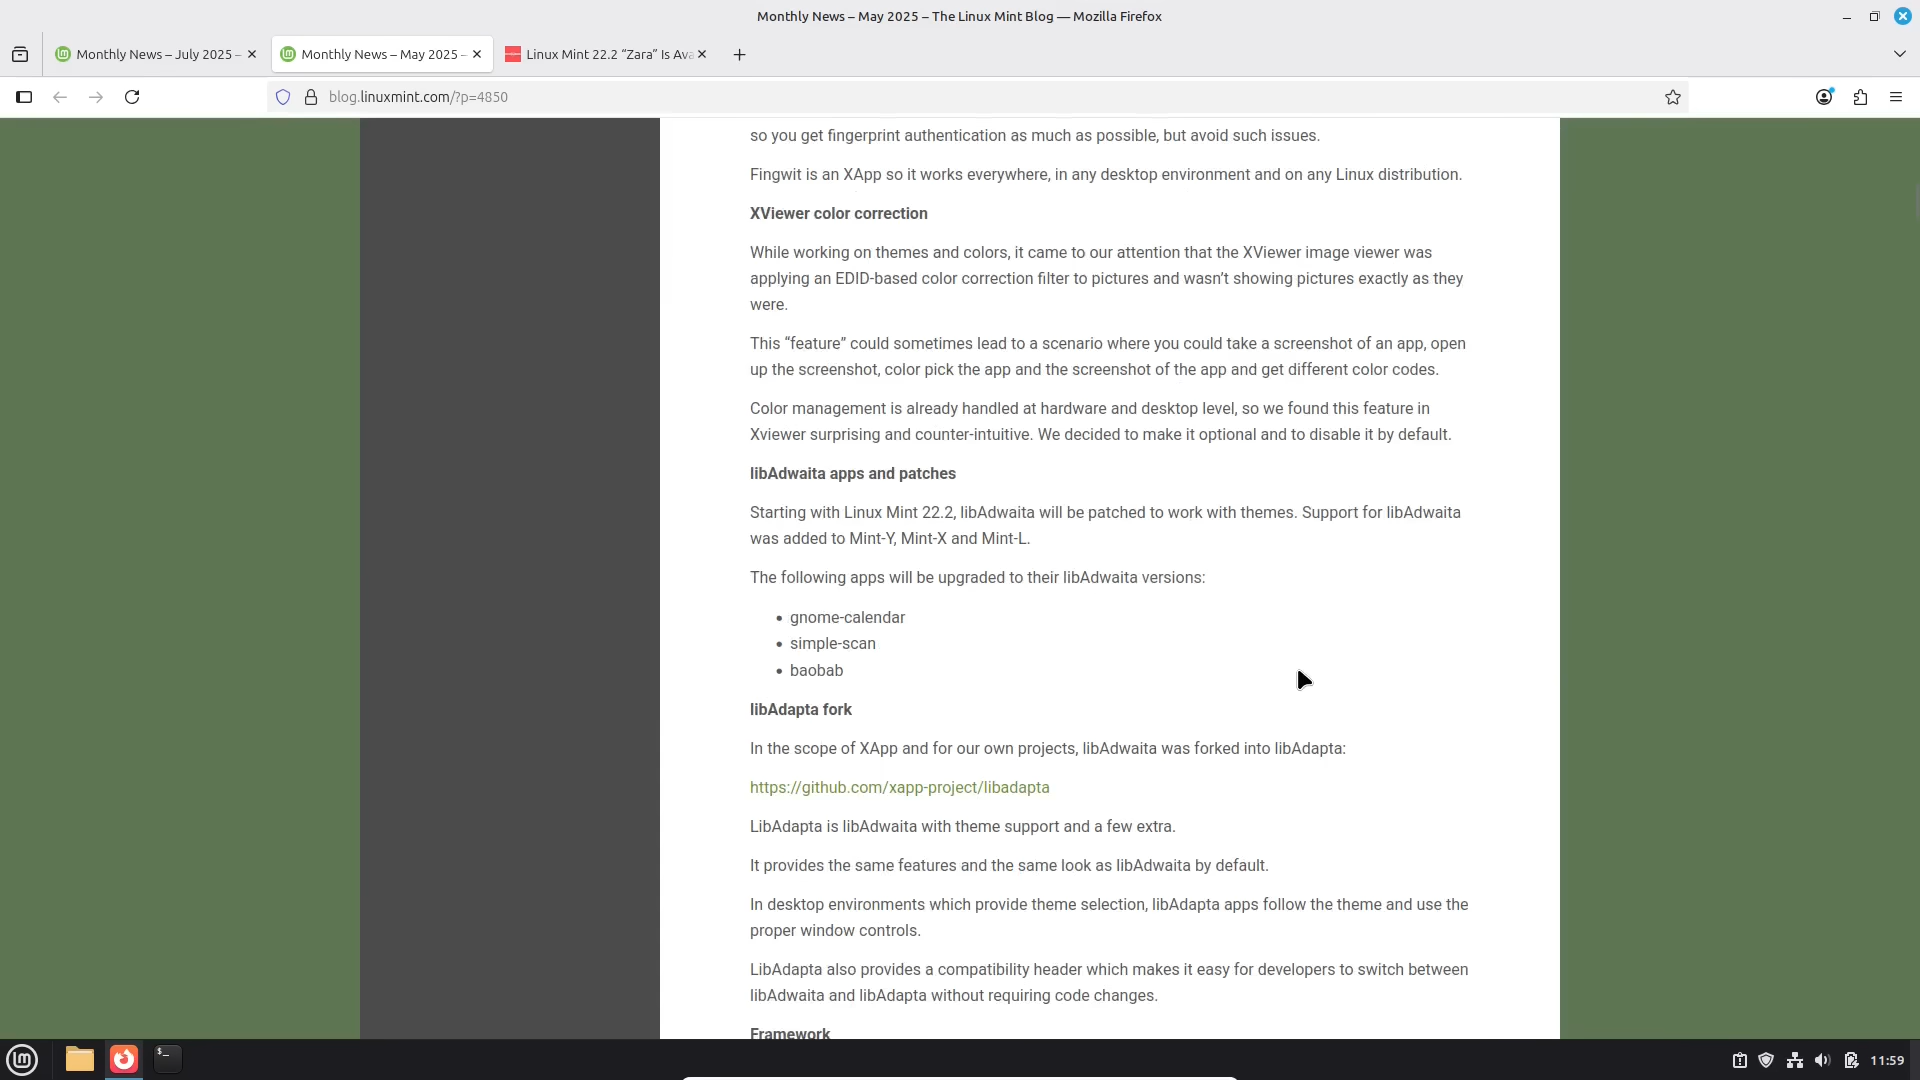 Monthly News – May 2025 – The Linux Mint Blog — Mozilla Firefox
Monthly News – July 2025 –
Monthly News – May 2025 –
Linux Mint 22.2 “Zara” Is Ava
blog.linuxmint.com/?p=4850
so you get fingerprint authentication as much as possible, but avoid such issues.
Fingwit is an XApp so it works everywhere, in any desktop environment and on any Linux distribution.
XViewer color correction
While working on themes and colors, it came to our attention that the XViewer image viewer was
applying an EDID-based color correction filter to pictures and wasn’t showing pictures exactly as they
were.
This “feature” could sometimes lead to a scenario where you could take a screenshot of an app, open
up the screenshot, color pick the app and the screenshot of the app and get different color codes.
Color management is already handled at hardware and desktop level, so we found this feature in
Xviewer surprising and counter-intuitive. We decided to make it optional and to disable it by default.
libAdwaita apps and patches
Starting with Linux Mint 22.2, libAdwaita will be patched to work with themes. Support for libAdwaita
was added to Mint-Y, Mint-X and Mint-L.
The following apps will be upgraded to their libAdwaita versions:
• gnome-calendar
• simple-scan
• baobab
libAdapta fork
In the scope of XApp and for our own projects, libAdwaita was forked into libAdapta:
https://github.com/xapp-project/libadapta
LibAdapta is libAdwaita with theme support and a few extra.
It provides the same features and the same look as libAdwaita by default.
In desktop environments which provide theme selection, libAdapta apps follow the theme and use the
proper window controls.
LibAdapta also provides a compatibility header which makes it easy for developers to switch between
libAdwaita and libAdapta without requiring code changes.
Framework
11:59